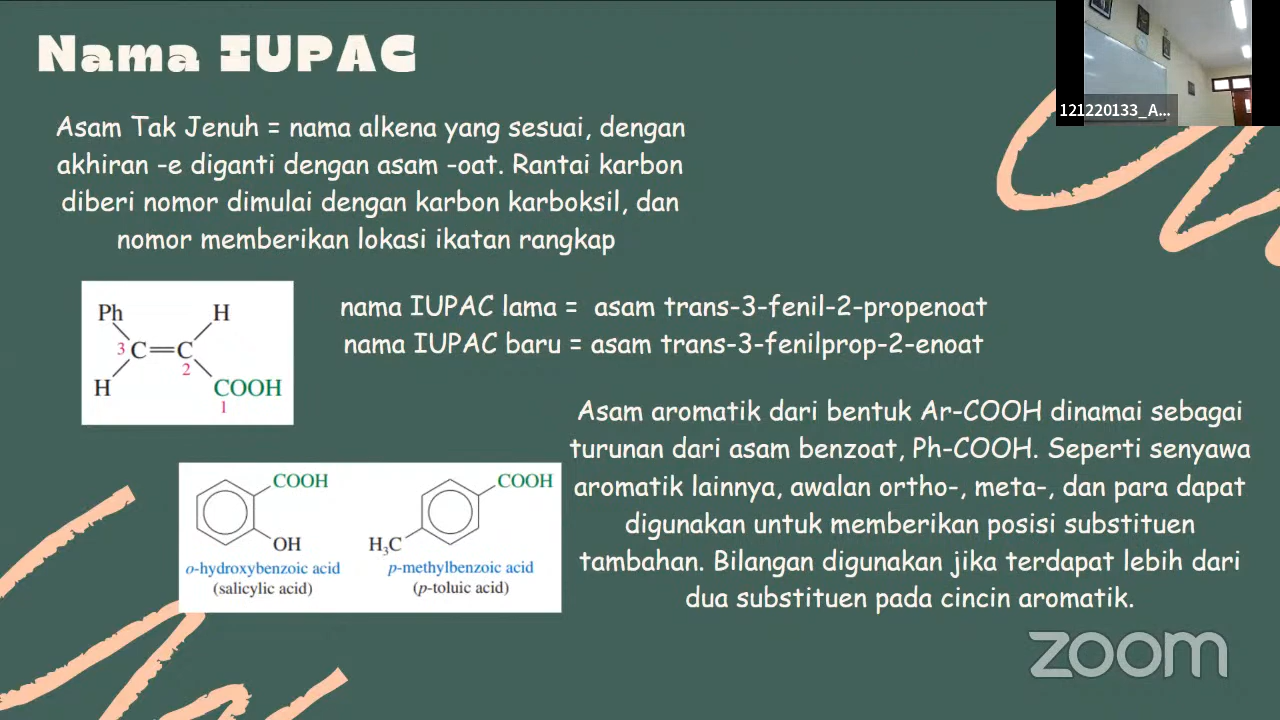 Nama IUPAC
121220133_A...
Asam Tak Jenuh = nama alkena yang sesuai, dengan
akhiran -e diganti dengan asam -oat. Rantai karbon
diberi nomor dimulai dengan karbon karboksil, dan
nomor memberikan lokasi ikatan rangkap
Ph
H
3
C
C
2
H
COOH
1
nama IUPAC lama = asam trans-3-fenil-2-propenoat
nama IUPAC baru = asam trans-3-fenilprop-2-enoat
Asam aromatik dari bentuk Ar-COOH dinamai sebagai
turunan dari asam benzoat, Ph-COOH. Seperti senyawa
aromatik lainnya, awalan ortho-, meta-, dan para dapat
digunakan untuk memberikan posisi substituen
tambahan. Bilangan digunakan jika terdapat lebih dari
dua substituen pada cincin aromatik.
COOH
OH
o-hydroxybenzoic acid
(salicylic acid)
COOH
H₃C
p-methylbenzoic acid
(p-toluic acid)
zoom